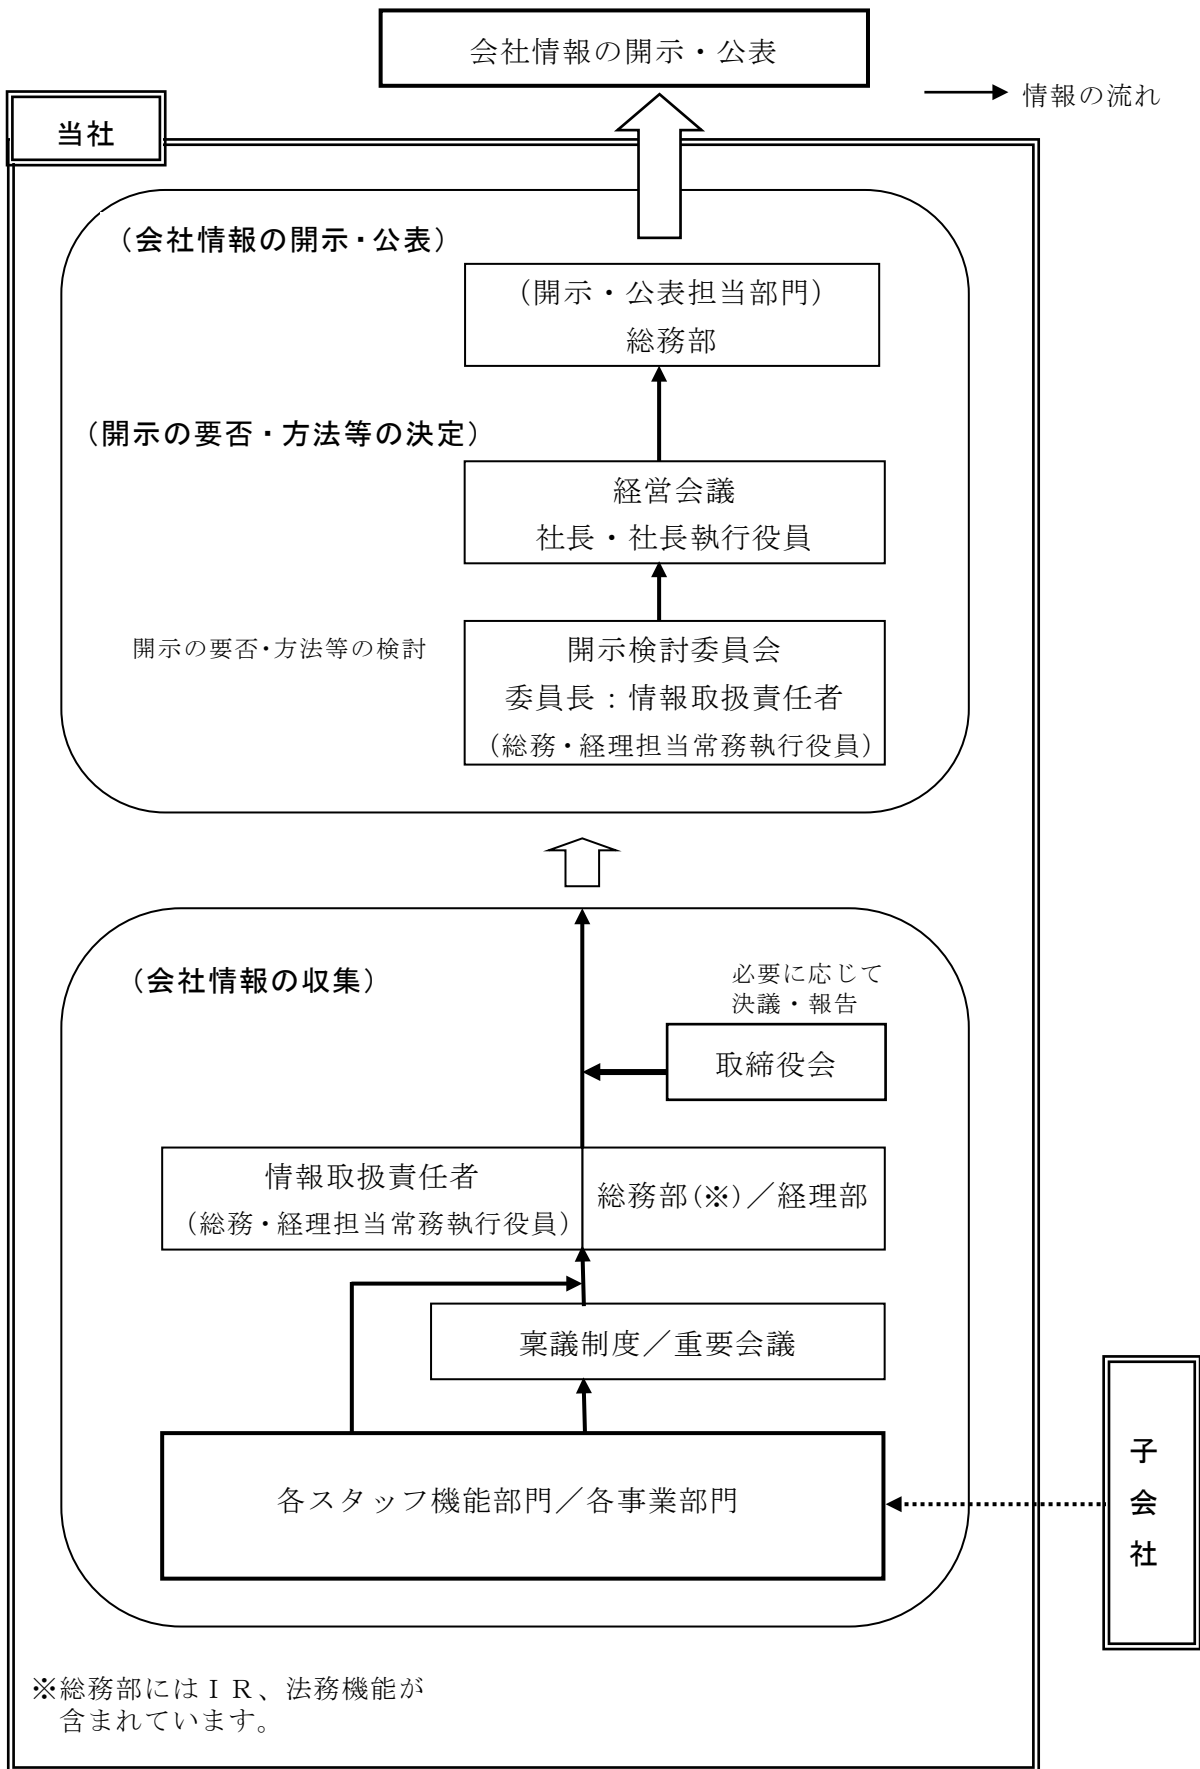 会社情報の開示・公表
情報の流れ
当社
（会社情報の開示・公表）
（開示・公表担当部門）
総務部
（開示の要否・方法等の決定）
経営会議
社長・社長執行役員
開示の要否・方法等の検討
開示検討委員会
委員長：情報取扱責任者
（総務・経理担当常務執行役員）
（会社情報の収集）
必要に応じて
決議・報告
取締役会
情報取扱責任者
（総務・経理担当常務執行役員）
総務部(※)／経理部
稟議制度／重要会議
各スタッフ機能部門／各事業部門
子会社
※総務部にはＩＲ、法務機能が
含まれています。